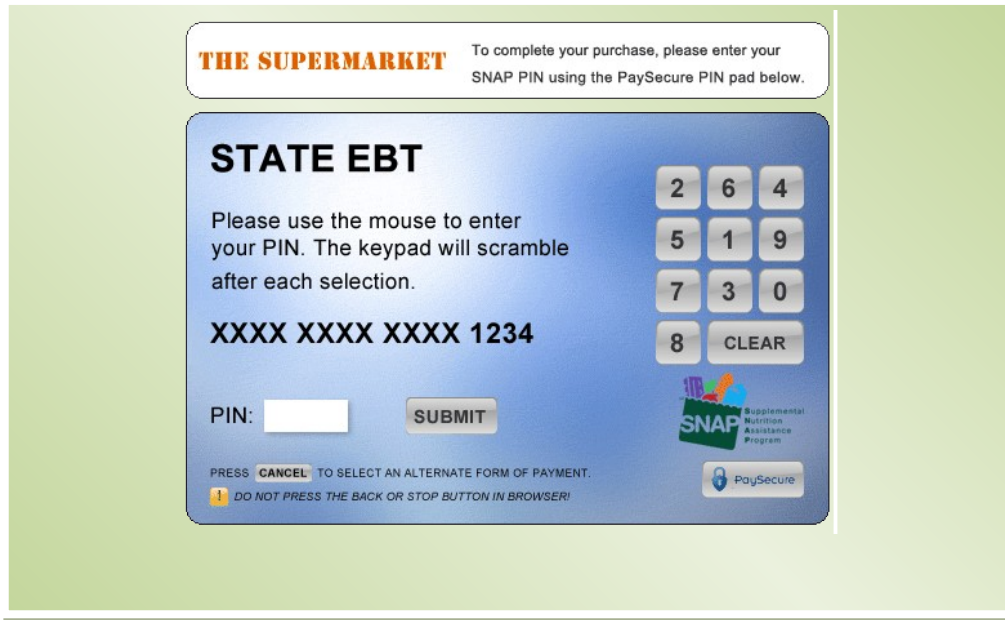 THE SUPERMARKET
To complete your purchase, please enter your
SNAP PIN using the PaySecure PIN pad below.
STATE EBT
Please use the mouse to enter
your PIN. The keypad will scramble
after each selection.
XXXX XXXX XXXX 1234
PIN:
SUBMIT
PRESS CANCEL TO SELECT AN ALTERNATE FORM OF PAYMENT.
! DO NOT PRESS THE BACK OR STOP BUTTON IN BROWSER!
2 6 4
5 1 9
7 3 0
8 CLEAR
SNAP
Supplemental
Nutrition
Assistance
Program
PaySecure